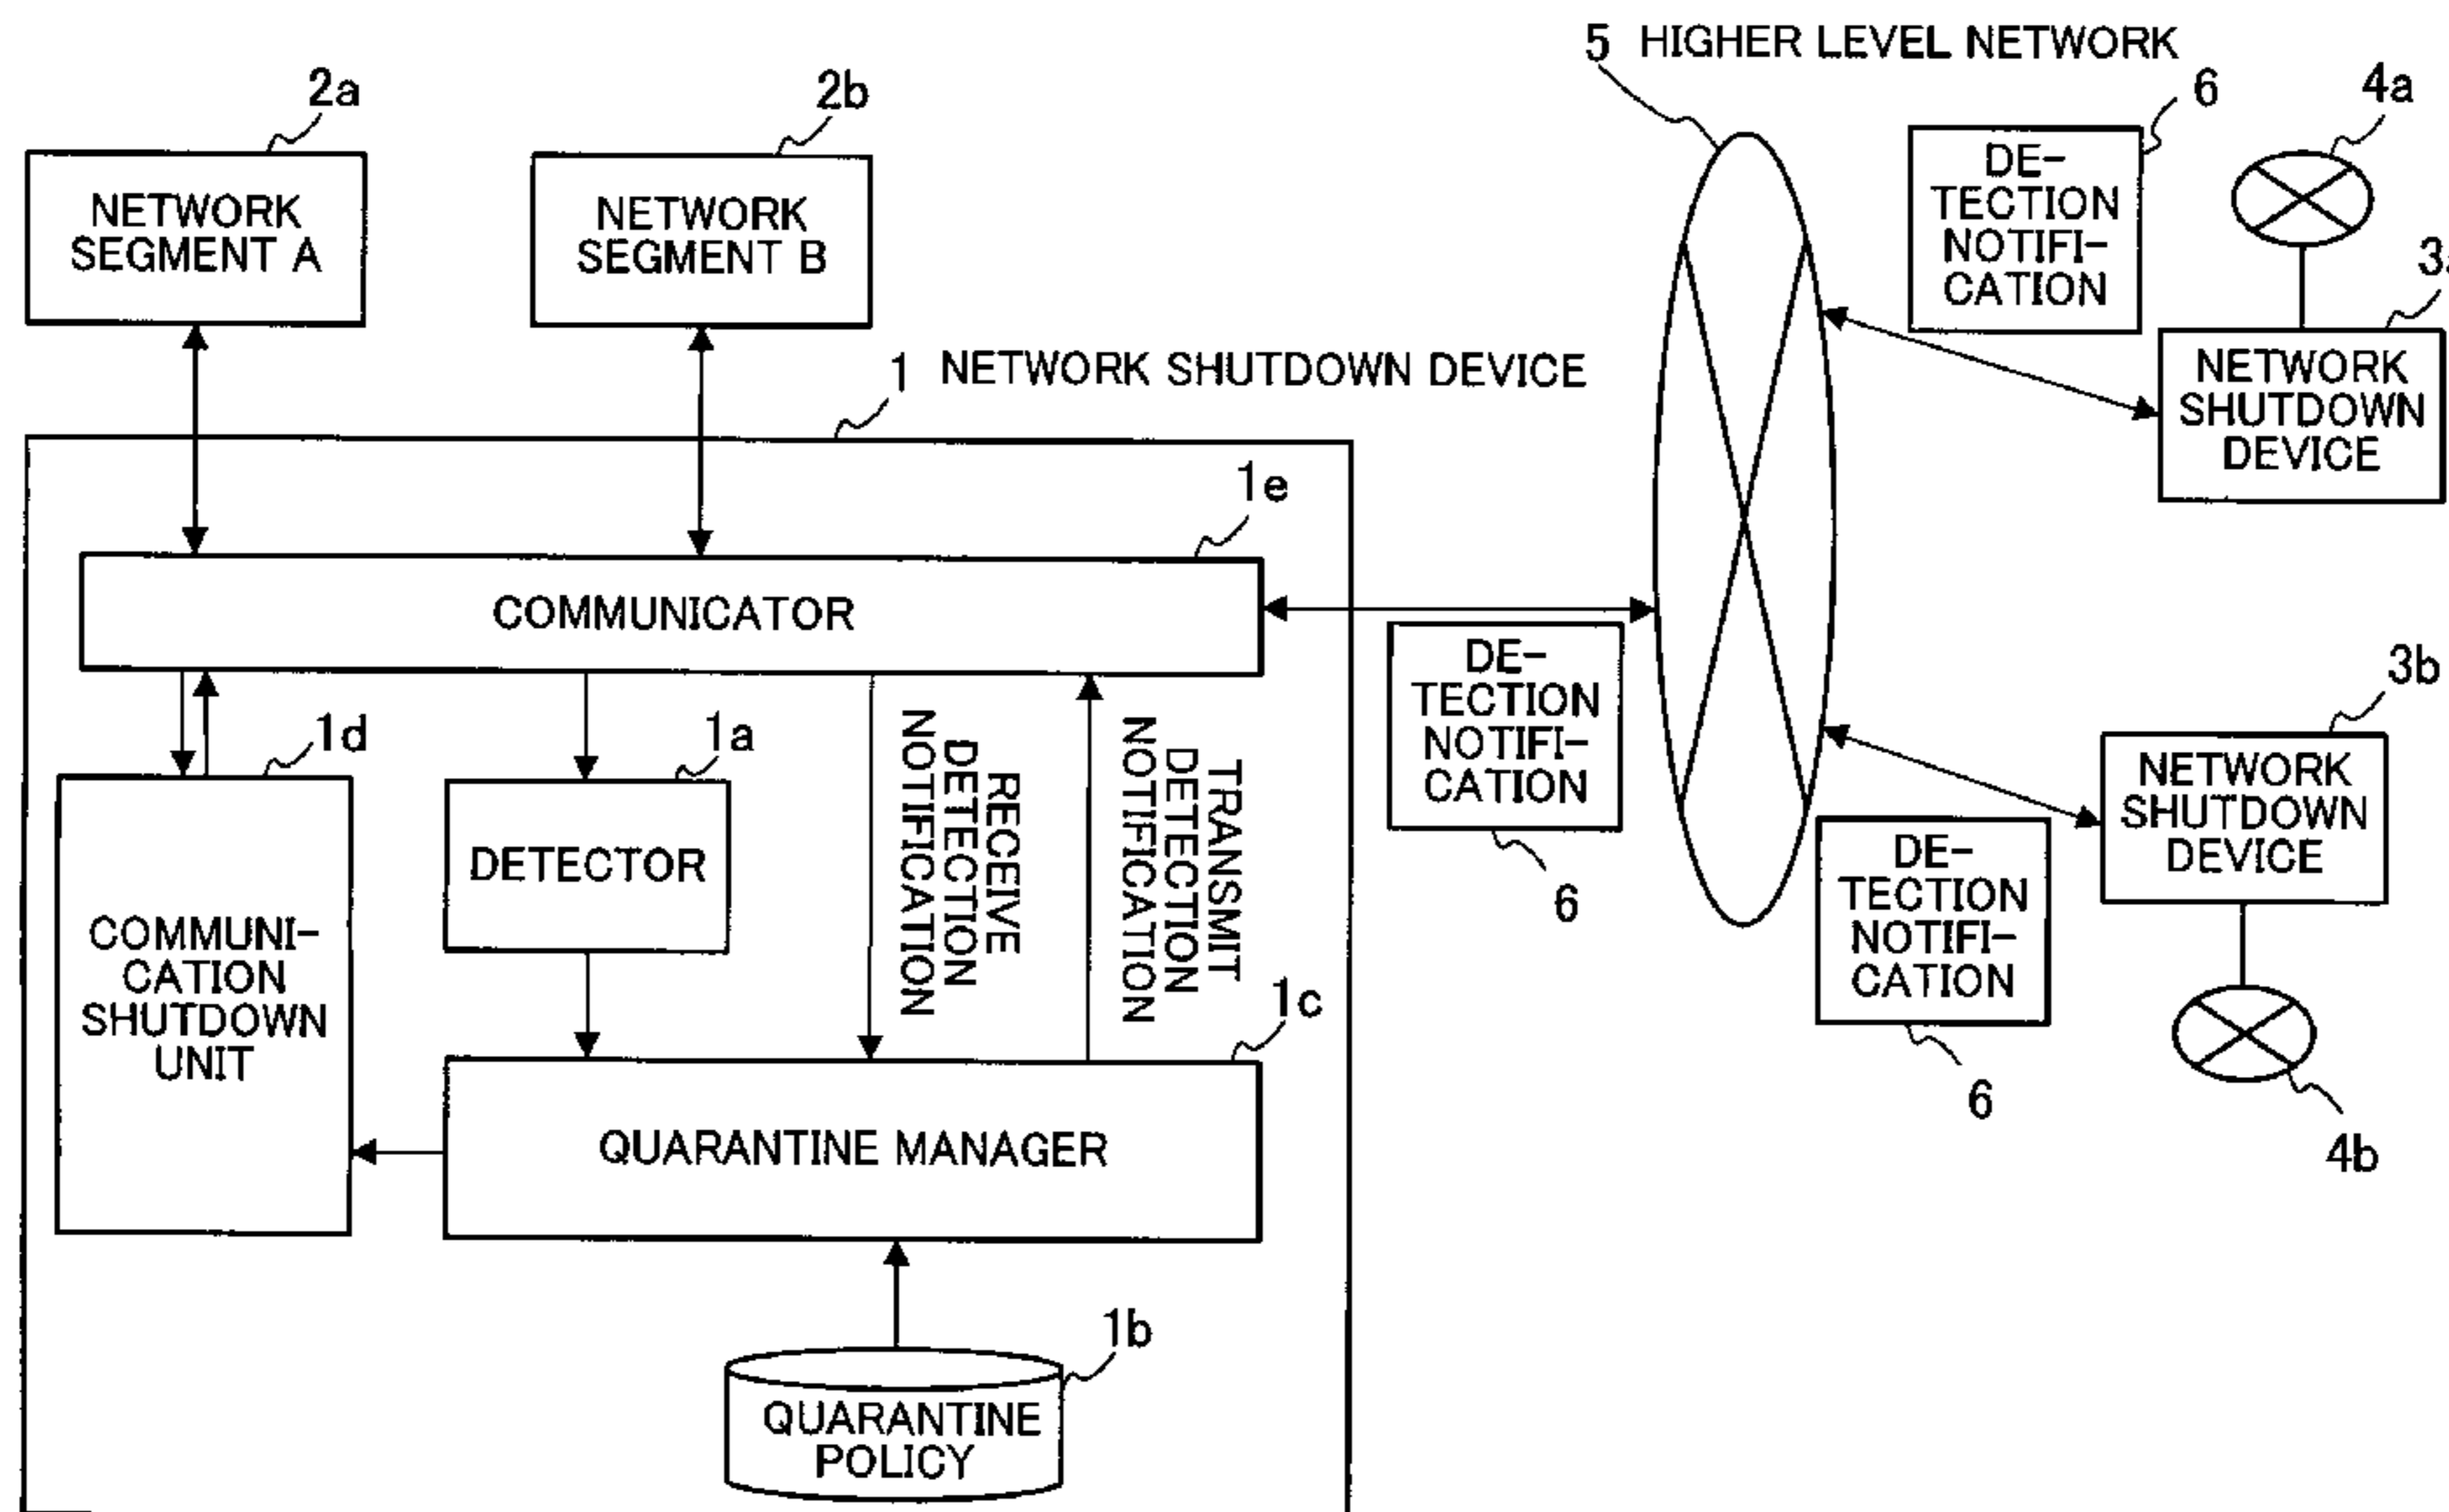 5 HIGHER LEVEL NETWORK
2a
2b
6
4a
NETWORK
SEGMENT A
NETWORK
SEGMENT B
DE-
TECTION
NOTIFI-
CATION
1 NETWORK SHUTDOWN DEVICE
NETWORK
SHUTDOWN
DEVICE
1e
COMMUNICATOR
DE-
TECTION
NOTIFI-
CATION
6
3b
NETWORK
SHUTDOWN
DEVICE
DE-
TECTION
NOTIFI-
CATION
6
4b
1d
COMMUNI-
CATION
SHUTDOWN
UNIT
1a
DETECTOR
RECEIVE
DETECTION
NOTIFICATION
TRANSMIT
DETECTION
NOTIFICATION
1c
QUARANTINE MANAGER
1b
QUARANTINE
POLICY